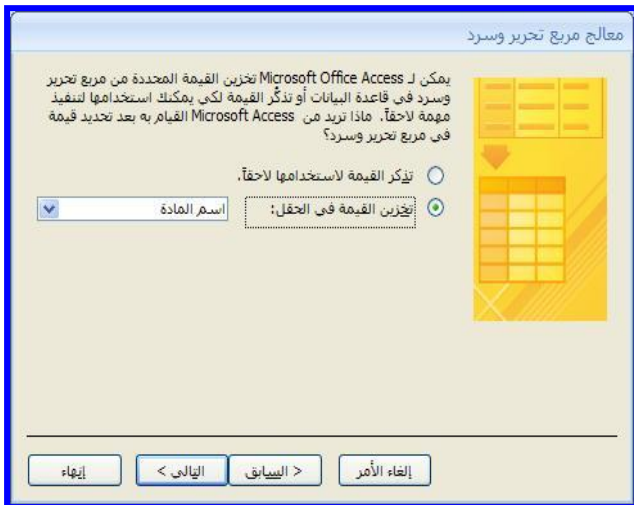 معالج مربع تحرير وسرد
يمكن لـ Microsoft Office Access تخزين القيمة المحددة من مربع تحرير
وسرد في قاعدة البيانات أو تذكّر القيمة لكي يمكنك استخدامها لتنفيذ
مهمة لاحقاً. ماذا تريد من Microsoft Access القيام به بعد تحديد قيمة
في مربع تحرير وسرد؟
تذكر القيمة لاستخدامها لاحقاً.
تخزين القيمة في الحقل: اسم المادة
إلغاء الأمر < السابق التالي > إنهاء